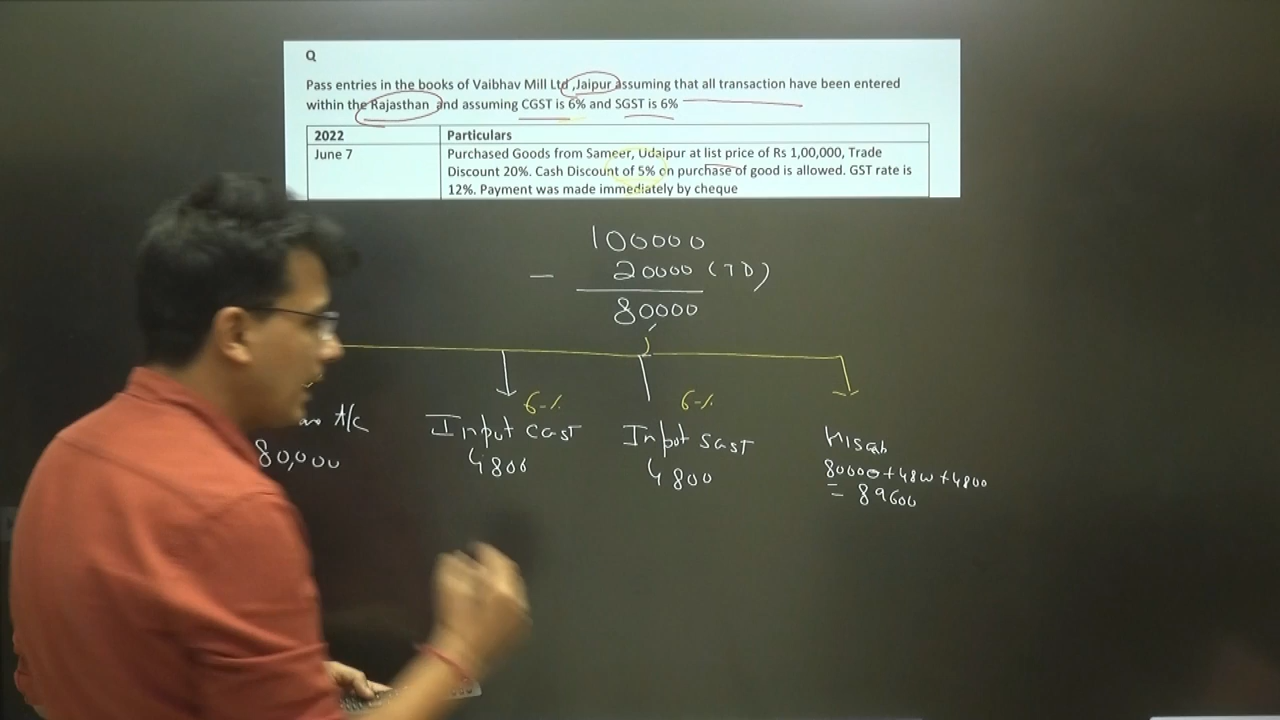 Q
Pass entries in the books of Vaibhav Mill Ltd ,Jaipur assuming that all transaction have been entered
within the Rajasthan and assuming CGST is 6% and SGST is 6%
2022 Particulars
June 7 Purchased Goods from Sameer, Udaipur at list price of Rs 1,00,000, Trade
Discount 20%. Cash Discount of 5% on purchase of good is allowed. GST rate is
12%. Payment was made immediately by cheque
100000
- 20000 (TD)
80000
6% 6%
A/c Input CGST Input SGST Hisab
80,000 4800 4800 80000+4800+4800
= 89600